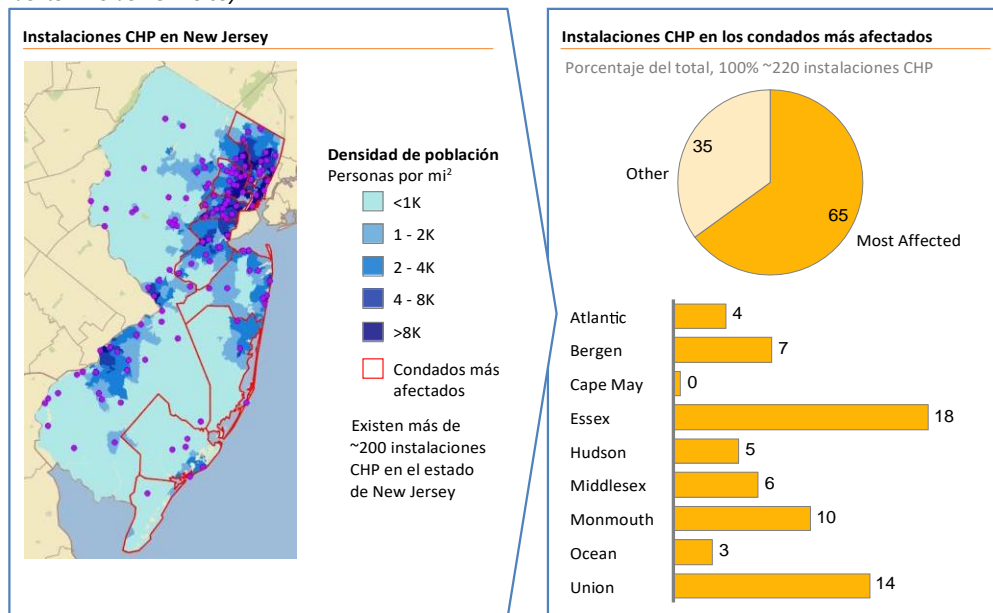 Instalaciones CHP en New Jersey
Densidad de población
Personas por mi²
<1K
1 - 2K
2 - 4K
4 - 8K
>8K
Condados más
afectados
Existen más de
~200 instalaciones
CHP en el estado
de New Jersey
Instalaciones CHP en los condados más afectados
Porcentaje del total, 100% ~220 instalaciones CHP
35
Other
65
Most Affected
Atlantic 4
Bergen 7
Cape May 0
Essex 18
Hudson 5
Middlesex 6
Monmouth 10
Ocean 3
Union 14